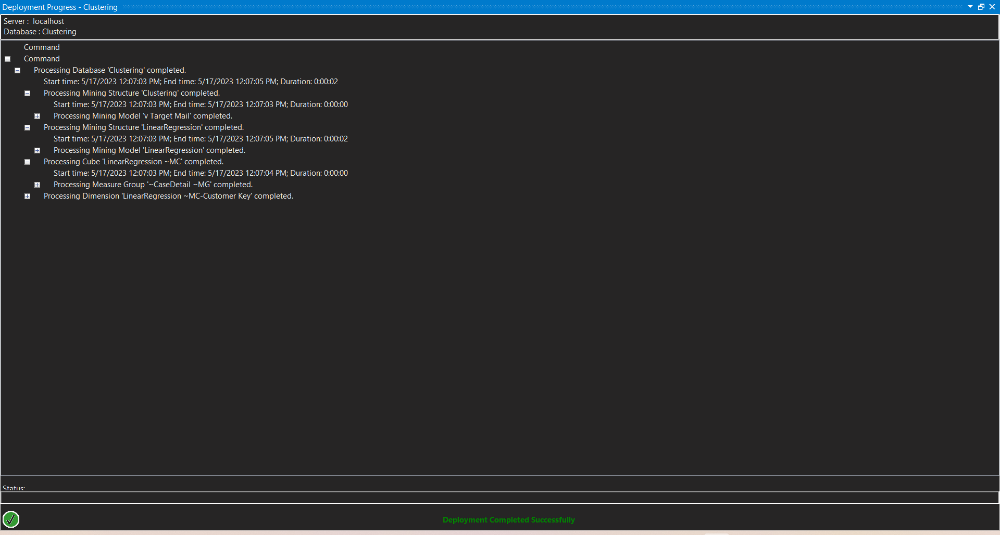 Deployment Progress - Clustering
Server : localhost
Database : Clustering
Command
Command
Processing Database 'Clustering' completed.
Start time: 5/17/2023 12:07:03 PM; End time: 5/17/2023 12:07:05 PM; Duration: 0:00:02
Processing Mining Structure 'Clustering' completed.
Start time: 5/17/2023 12:07:03 PM; End time: 5/17/2023 12:07:03 PM; Duration: 0:00:00
Processing Mining Model 'v Target Mail' completed.
Processing Mining Structure 'LinearRegression' completed.
Start time: 5/17/2023 12:07:03 PM; End time: 5/17/2023 12:07:05 PM; Duration: 0:00:02
Processing Mining Model 'LinearRegression' completed.
Processing Cube 'LinearRegression ~MC' completed.
Start time: 5/17/2023 12:07:03 PM; End time: 5/17/2023 12:07:04 PM; Duration: 0:00:00
Processing Measure Group '~CaseDetail ~MG' completed.
Processing Dimension 'LinearRegression ~MC-Customer Key' completed.
Status:
Deployment Completed Successfully